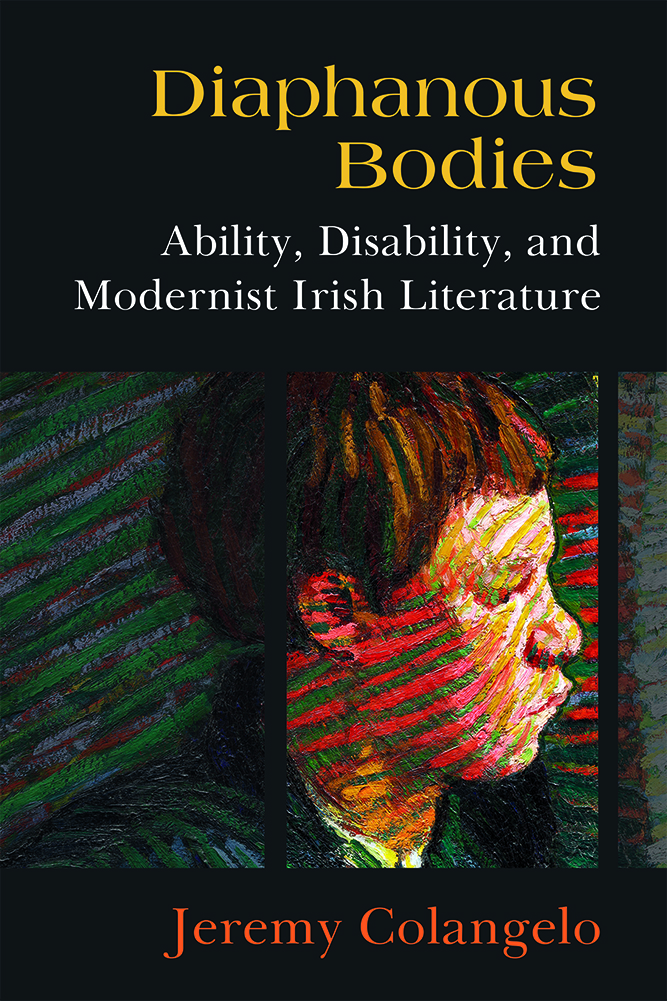 Diaphanous
Bodies
Ability, Disability, and
Modernist Irish Literature
Jeremy Colangelo